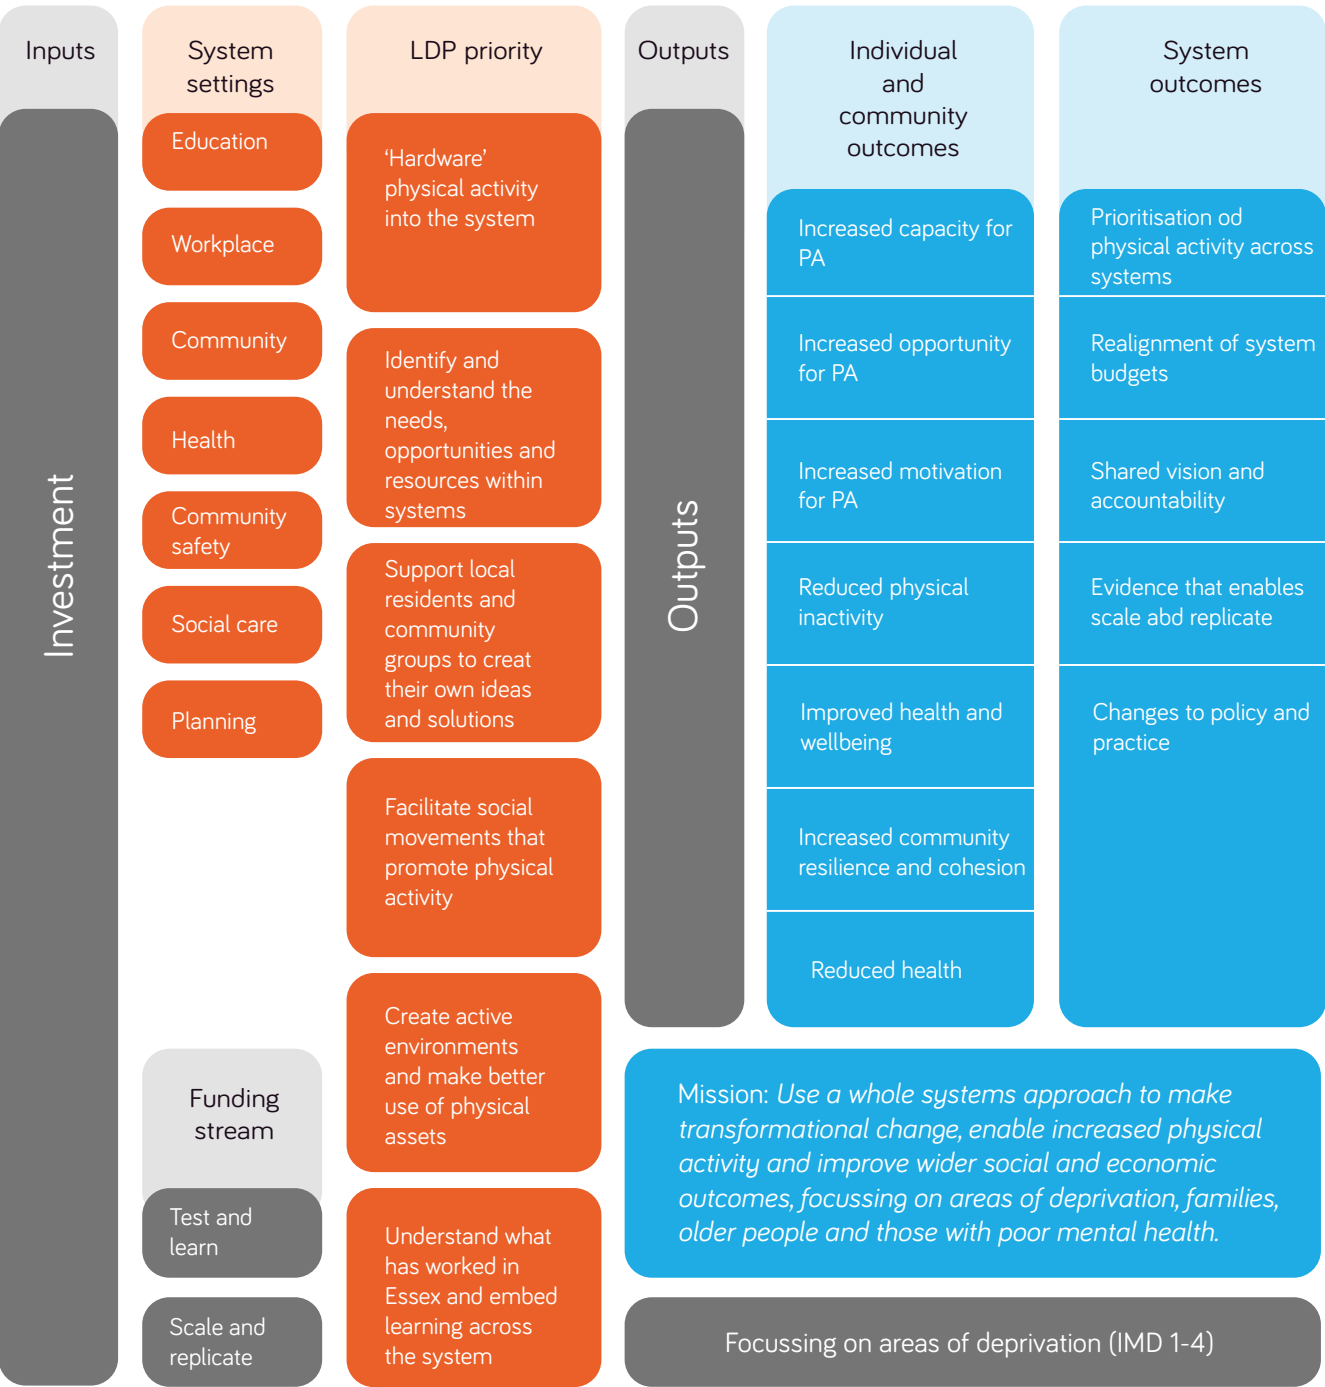 Inputs
Investment
System
settings
Education
Workplace
Community
Health
Community
safety
Social care
Planning
Funding
stream
Test and
learn
Scale and
replicate
LDP priority
‘Hardware’
physical activity
into the system
Identify and
understand the
needs,
opportunities and
resources within
systems
Support local
residents and
community
groups to creat
their own ideas
and solutions
Facilitate social
movements that
promote physical
activity
Create active
environments
and make better
use of physical
assets
Understand what
has worked in
Essex and embed
learning across
the system
Outputs
Outputs
Individual
and
community
outcomes
Increased capacity for
PA
Increased opportunity
for PA
Increased motivation
for PA
Reduced physical
inactivity
Improved health and
wellbeing
Increased community
resilience and cohesion
Reduced health
System
outcomes
Prioritisation od
physical activity across
systems
Realignment of system
budgets
Shared vision and
accountability
Evidence that enables
scale abd replicate
Changes to policy and
practice
Mission: Use a whole systems approach to make
transformational change, enable increased physical
activity and improve wider social and economic
outcomes, focussing on areas of deprivation, families,
older people and those with poor mental health.
Focussing on areas of deprivation (IMD 1-4)